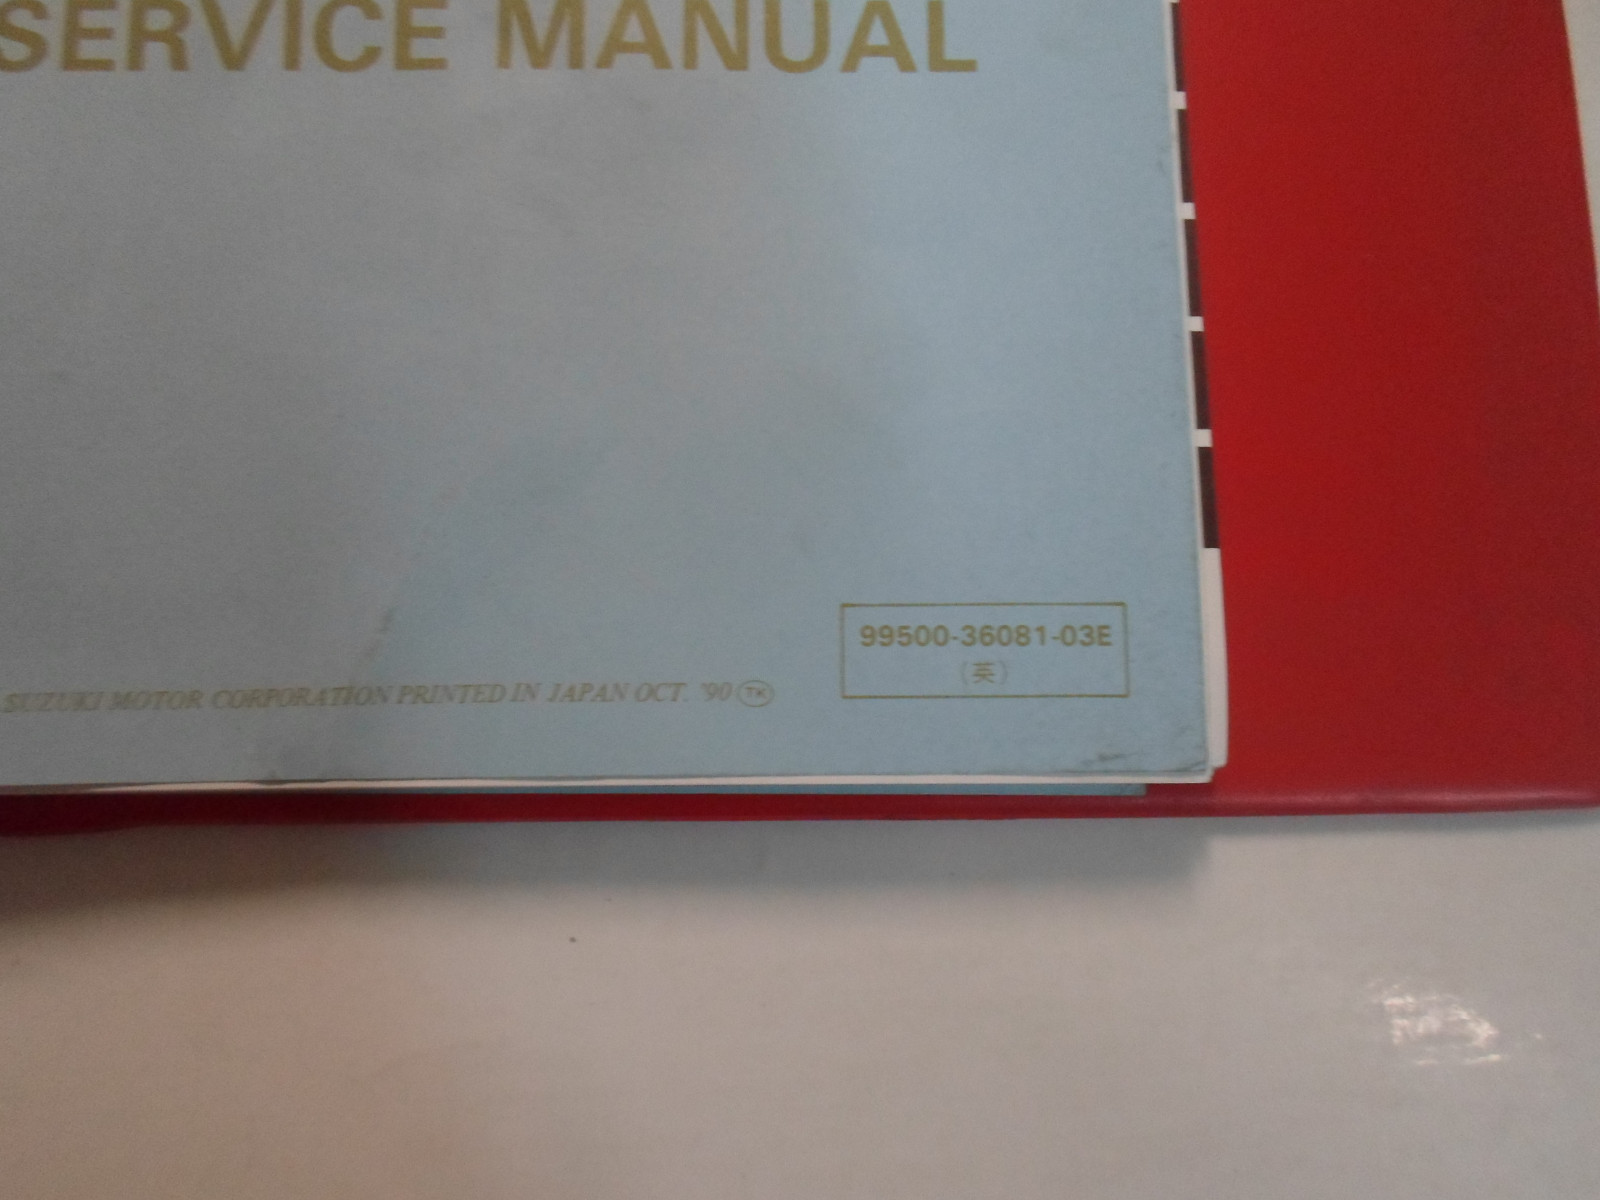 SERVICE MANUAL
99500-36081-03E
(英)
SUZUKI MOTOR CORPORATION PRINTED IN JAPAN OCT. '90 TK